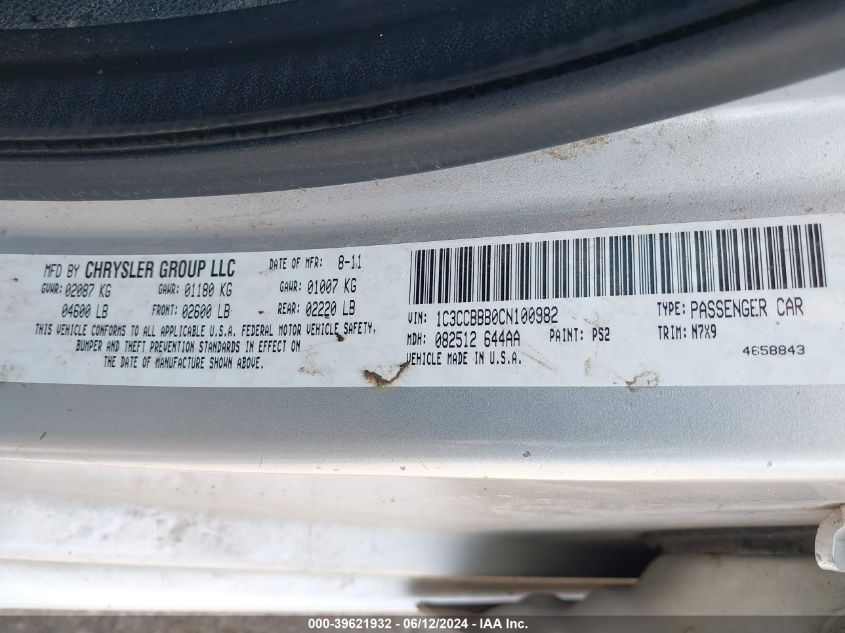 MFD BY CHRYSLER GROUP LLC DATE OF MFR: 8-11
GVWR: 02087 KG GAWR: 01180 KG GAWR: 01007 KG
04600 LB FRONT: 02600 LB REAR: 02220 LB
THIS VEHICLE CONFORMS TO ALL APPLICABLE U.S.A. FEDERAL MOTOR VEHICLE SAFETY,
BUMPER AND THEFT PREVENTION STANDARDS IN EFFECT ON
THE DATE OF MANUFACTURE SHOWN ABOVE.
VIN: 1C3CCBBB0CN100982 TYPE: PASSENGER CAR
MDH: 082512 644AA PAINT: PS2 TRIM: N7X9
VEHICLE MADE IN U.S.A. 4658843
000-39621932 - 06/12/2024 - IAA Inc.